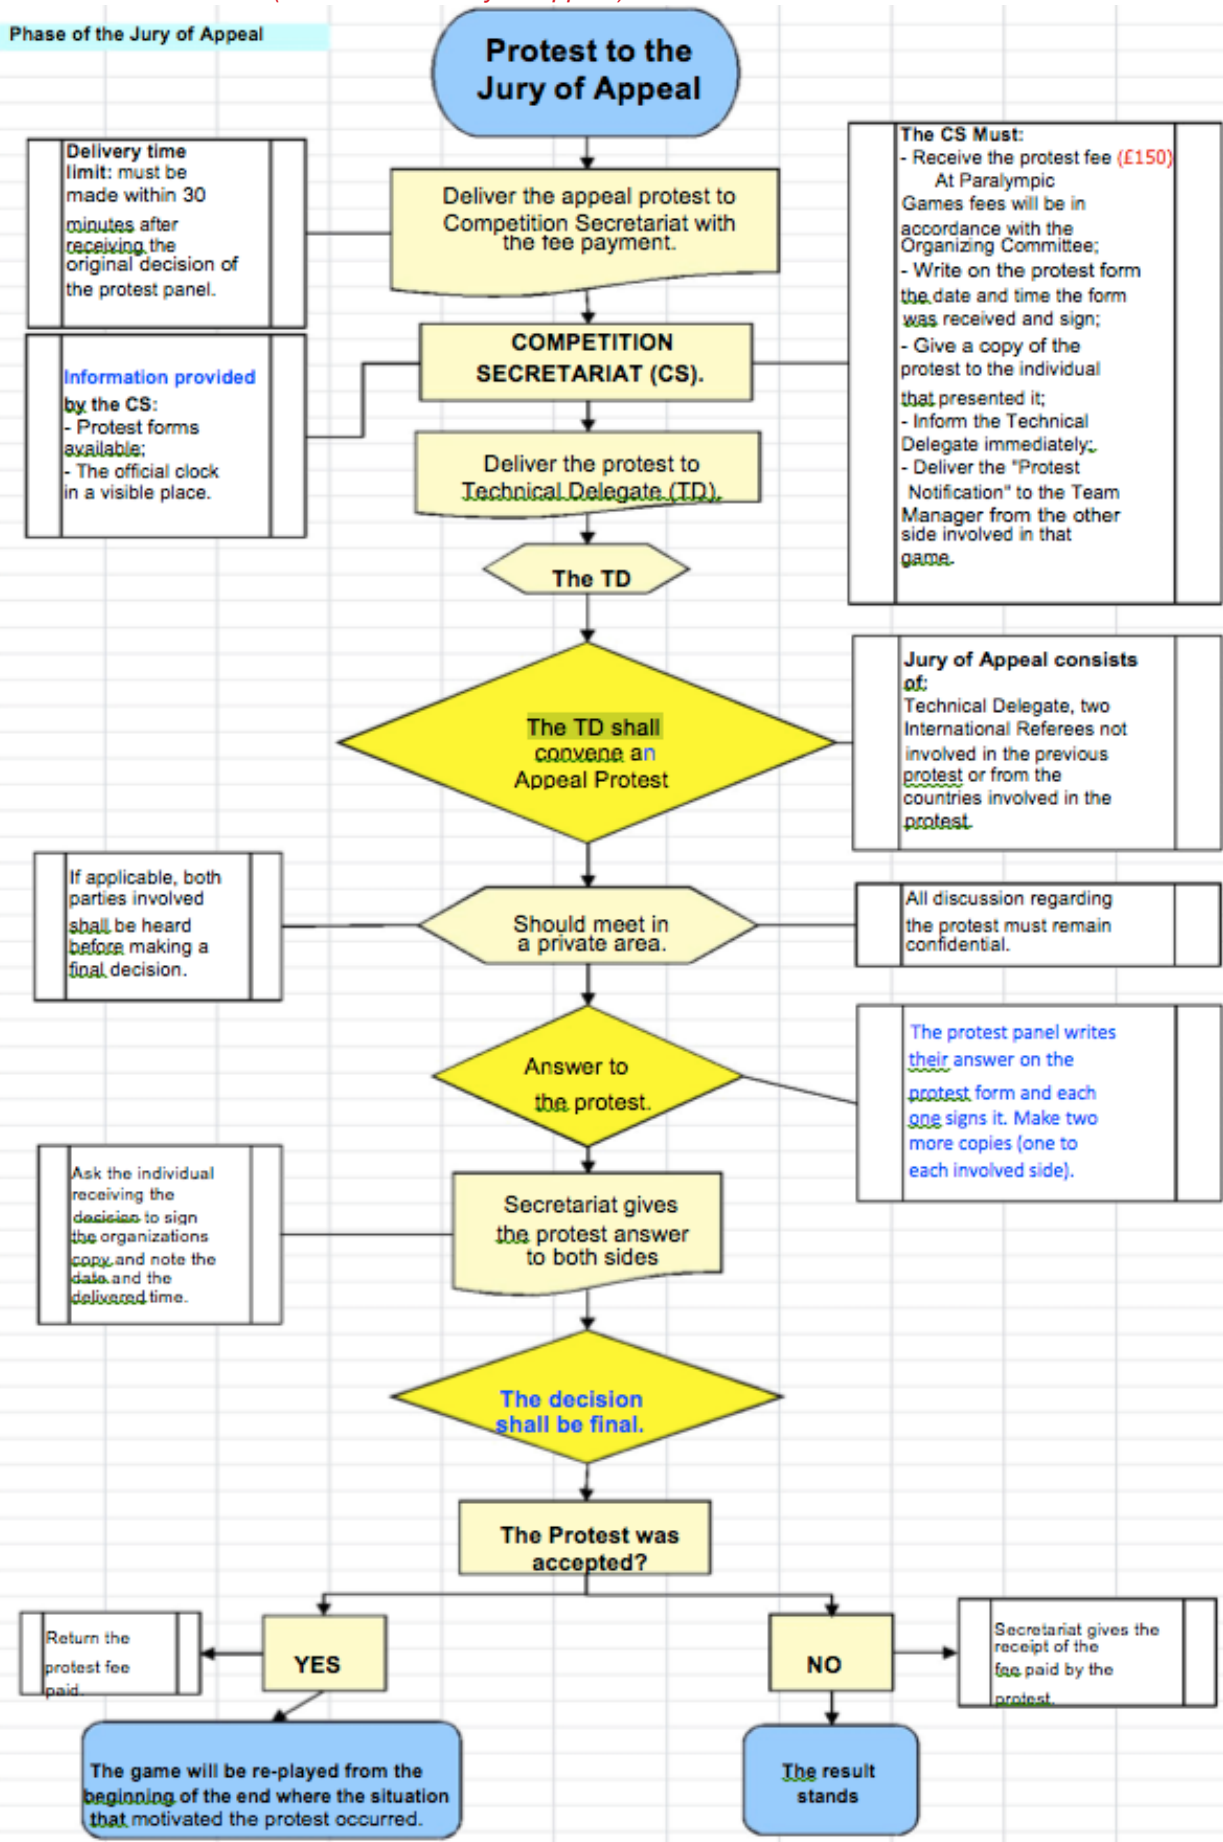 Phase of the Jury of Appeal
Protest to the
Jury of Appeal
Delivery time
limit: must be
made within 30
minutes after
receiving the
original decision of
the protest panel.
Deliver the appeal protest to
Competition Secretariat with
the fee payment.
The CS Must:
- Receive the protest fee (£150)
At Paralympic
Games fees will be in
accordance with the
Organizing Committee;
- Write on the protest form
the date and time the form
was received and sign;
- Give a copy of the
protest to the individual
that presented it;
- Inform the Technical
Delegate immediately;
- Deliver the "Protest
Notification" to the Team
Manager from the other
side involved in that
game.
Information provided
by the CS:
- Protest forms
available;
- The official clock
in a visible place.
COMPETITION
SECRETARIAT (CS).
Deliver the protest to
Technical Delegate (TD).
The TD
The TD shall
convene an
Appeal Protest
Jury of Appeal consists
of:
Technical Delegate, two
International Referees not
involved in the previous
protest or from the
countries involved in the
protest.
If applicable, both
parties involved
shall be heard
before making a
final decision.
Should meet in
a private area.
All discussion regarding
the protest must remain
confidential.
Answer to
the protest.
The protest panel writes
their answer on the
protest form and each
one signs it. Make two
more copies (one to
each involved side).
Ask the individual
receiving the
decision to sign
the organizations
copy and note the
date and the
delivered time.
Secretariat gives
the protest answer
to both sides
The decision
shall be final.
The Protest was
accepted?
Return the
protest fee
paid.
YES
NO
Secretariat gives the
receipt of the
fee paid by the
protest.
The game will be re-played from the
beginning of the end where the situation
that motivated the protest occurred.
The result
stands